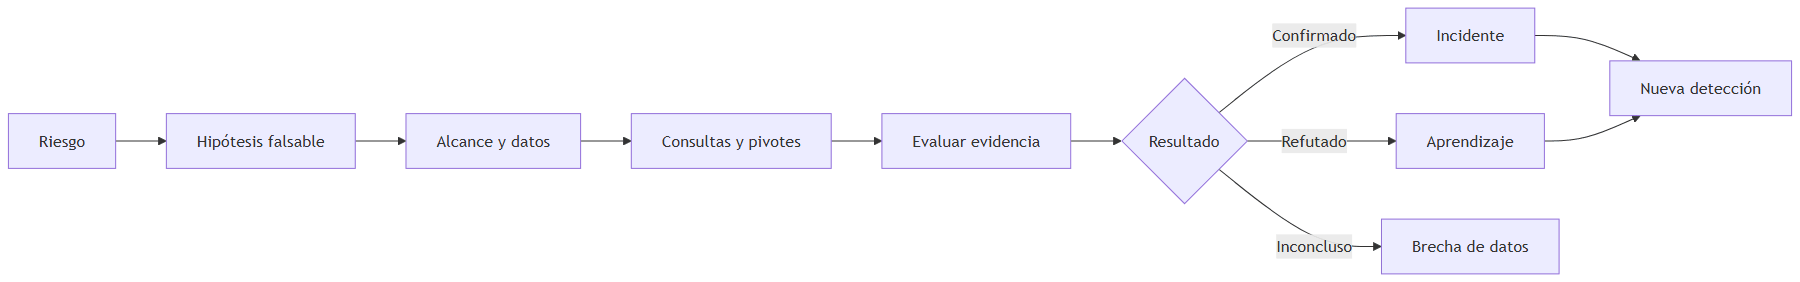 Riesgo
Hipótesis falsable
Alcance y datos
Consultas y pivotes
Evaluar evidencia
Resultado
Confirmado
Incidente
Refutado
Aprendizaje
Inconcluso
Brecha de datos
Nueva detección